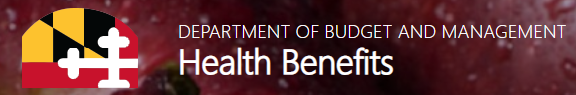 DEPARTMENT OF BUDGET AND MANAGEMENT
Health Benefits